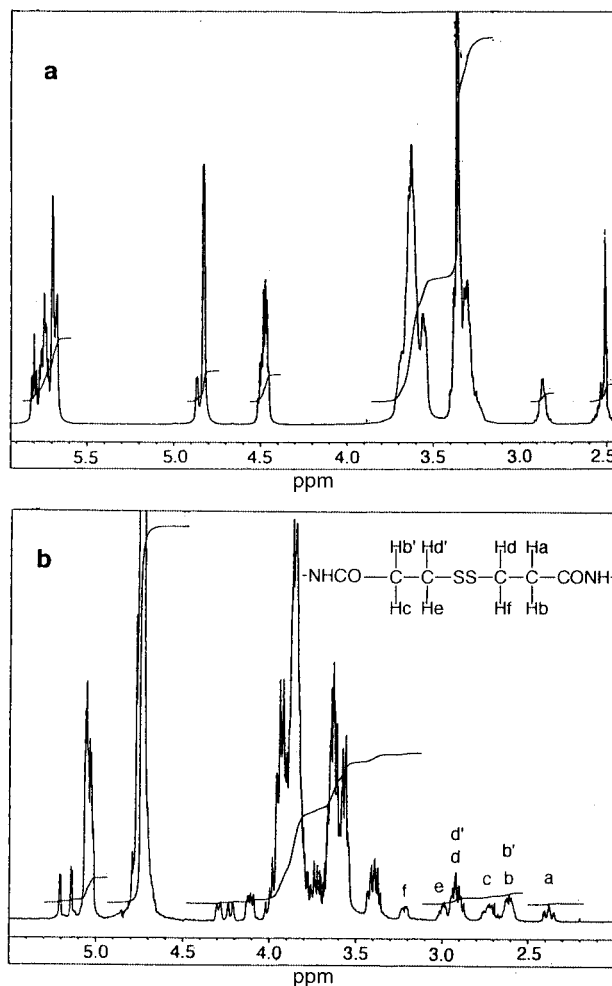 a
5.5 5.0 4.5 4.0 3.5 3.0 2.5
ppm
b
Hb' Hd' Hd Ha
-NHCO C C SS C C CONH-
Hc He Hf Hb
d'
d
b'
f e c b a
5.0 4.5 4.0 3.5 3.0 2.5
ppm